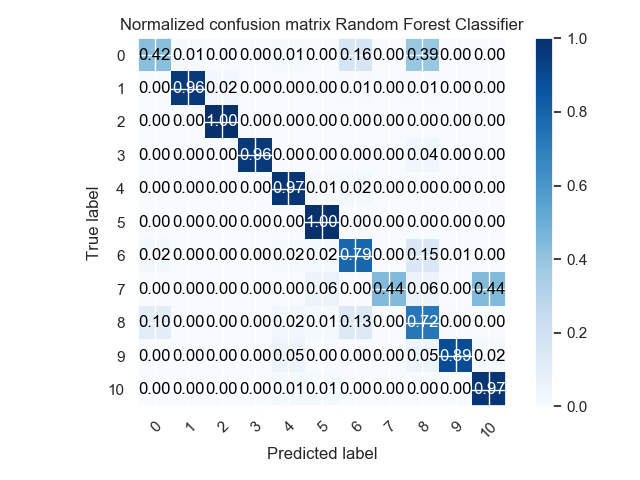 Normalized confusion matrix Random Forest Classifier
0 0.42 0.01 0.00 0.00 0.01 0.00 0.16 0.00 0.39 0.00 0.00
1 0.00 0.96 0.02 0.00 0.00 0.00 0.01 0.00 0.01 0.00 0.00
2 0.00 0.00 1.00 0.00 0.00 0.00 0.00 0.00 0.00 0.00 0.00
3 0.00 0.00 0.00 0.96 0.00 0.00 0.00 0.00 0.04 0.00 0.00
4 0.00 0.00 0.00 0.00 0.97 0.01 0.02 0.00 0.00 0.00 0.00
5 0.00 0.00 0.00 0.00 0.00 1.00 0.00 0.00 0.00 0.00 0.00
6 0.02 0.00 0.00 0.00 0.02 0.02 0.79 0.00 0.15 0.01 0.00
7 0.00 0.00 0.00 0.00 0.00 0.06 0.00 0.44 0.06 0.00 0.44
8 0.10 0.00 0.00 0.00 0.02 0.01 0.13 0.00 0.72 0.00 0.00
9 0.00 0.00 0.00 0.00 0.05 0.00 0.00 0.00 0.05 0.89 0.02
10 0.00 0.00 0.00 0.00 0.01 0.01 0.00 0.00 0.00 0.00 0.97
0 1 2 3 4 5 6 7 8 9 10
Predicted label
True label
1.0
0.8
0.6
0.4
0.2
0.0